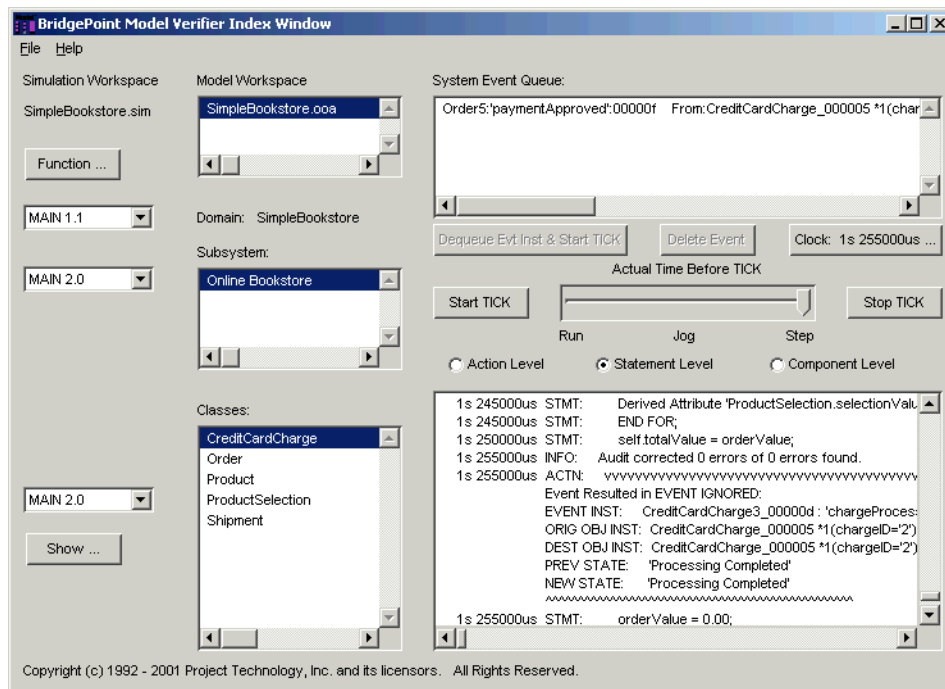 BridgePoint Model Verifier Index Window
File Help
Simulation Workspace
SimpleBookstore.sim
Function ...
MAIN 1.1
MAIN 2.0
MAIN 2.0
Show ...
Model Workspace
SimpleBookstore.ooa
Domain: SimpleBookstore
Subsystem:
Online Bookstore
Classes:
CreditCardCharge
Order
Product
ProductSelection
Shipment
System Event Queue:
Order5:'paymentApproved':00000f From:CreditCardCharge_000005 *1(char
Dequeue Evt Inst & Start TICK
Delete Event
Clock: 1s 255000us ...
Actual Time Before TICK
Start TICK
Stop TICK
Run Jog Step
Action Level Statement Level Component Level
1s 245000us STMT: Derived Attribute 'ProductSelection.selectionValu
1s 245000us STMT: END FOR;
1s 250000us STMT: self.totalValue = orderValue;
1s 255000us INFO: Audit corrected 0 errors of 0 errors found.
1s 255000us ACTN: vvvvvvvvvvvvvvvvvvvvvvvvvvvvvvvvvvvvvvvvvvvvv
Event Resulted in EVENT IGNORED:
EVENT INST: CreditCardCharge3_00000d : 'chargeProces
ORIG OBJ INST: CreditCardCharge_000005 *1(chargeID='2')
DEST OBJ INST: CreditCardCharge_000005 *1(chargeID='2')
PREV STATE: 'Processing Completed'
NEW STATE: 'Processing Completed'
^^^^^^^^^^^^^^^^^^^^^^^^^^^^^^^^^^^^^^^^^^^^^
1s 255000us STMT: orderValue = 0.00;
Copyright (c) 1992 - 2001 Project Technology, Inc. and its licensors. All Rights Reserved.